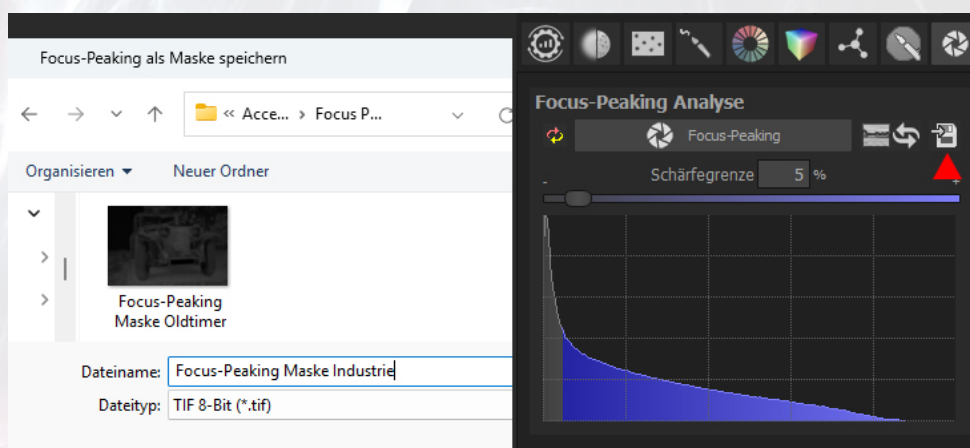 Focus-Peaking als Maske speichern
« Acce... › Focus P...
Organisieren Neuer Ordner
Focus-Peaking
Maske Oldtimer
Dateiname: Focus-Peaking Maske Industrie
Dateityp: TIF 8-Bit (*.tif)
Focus-Peaking Analyse
Focus-Peaking
Schärfegrenze 5 %
- +